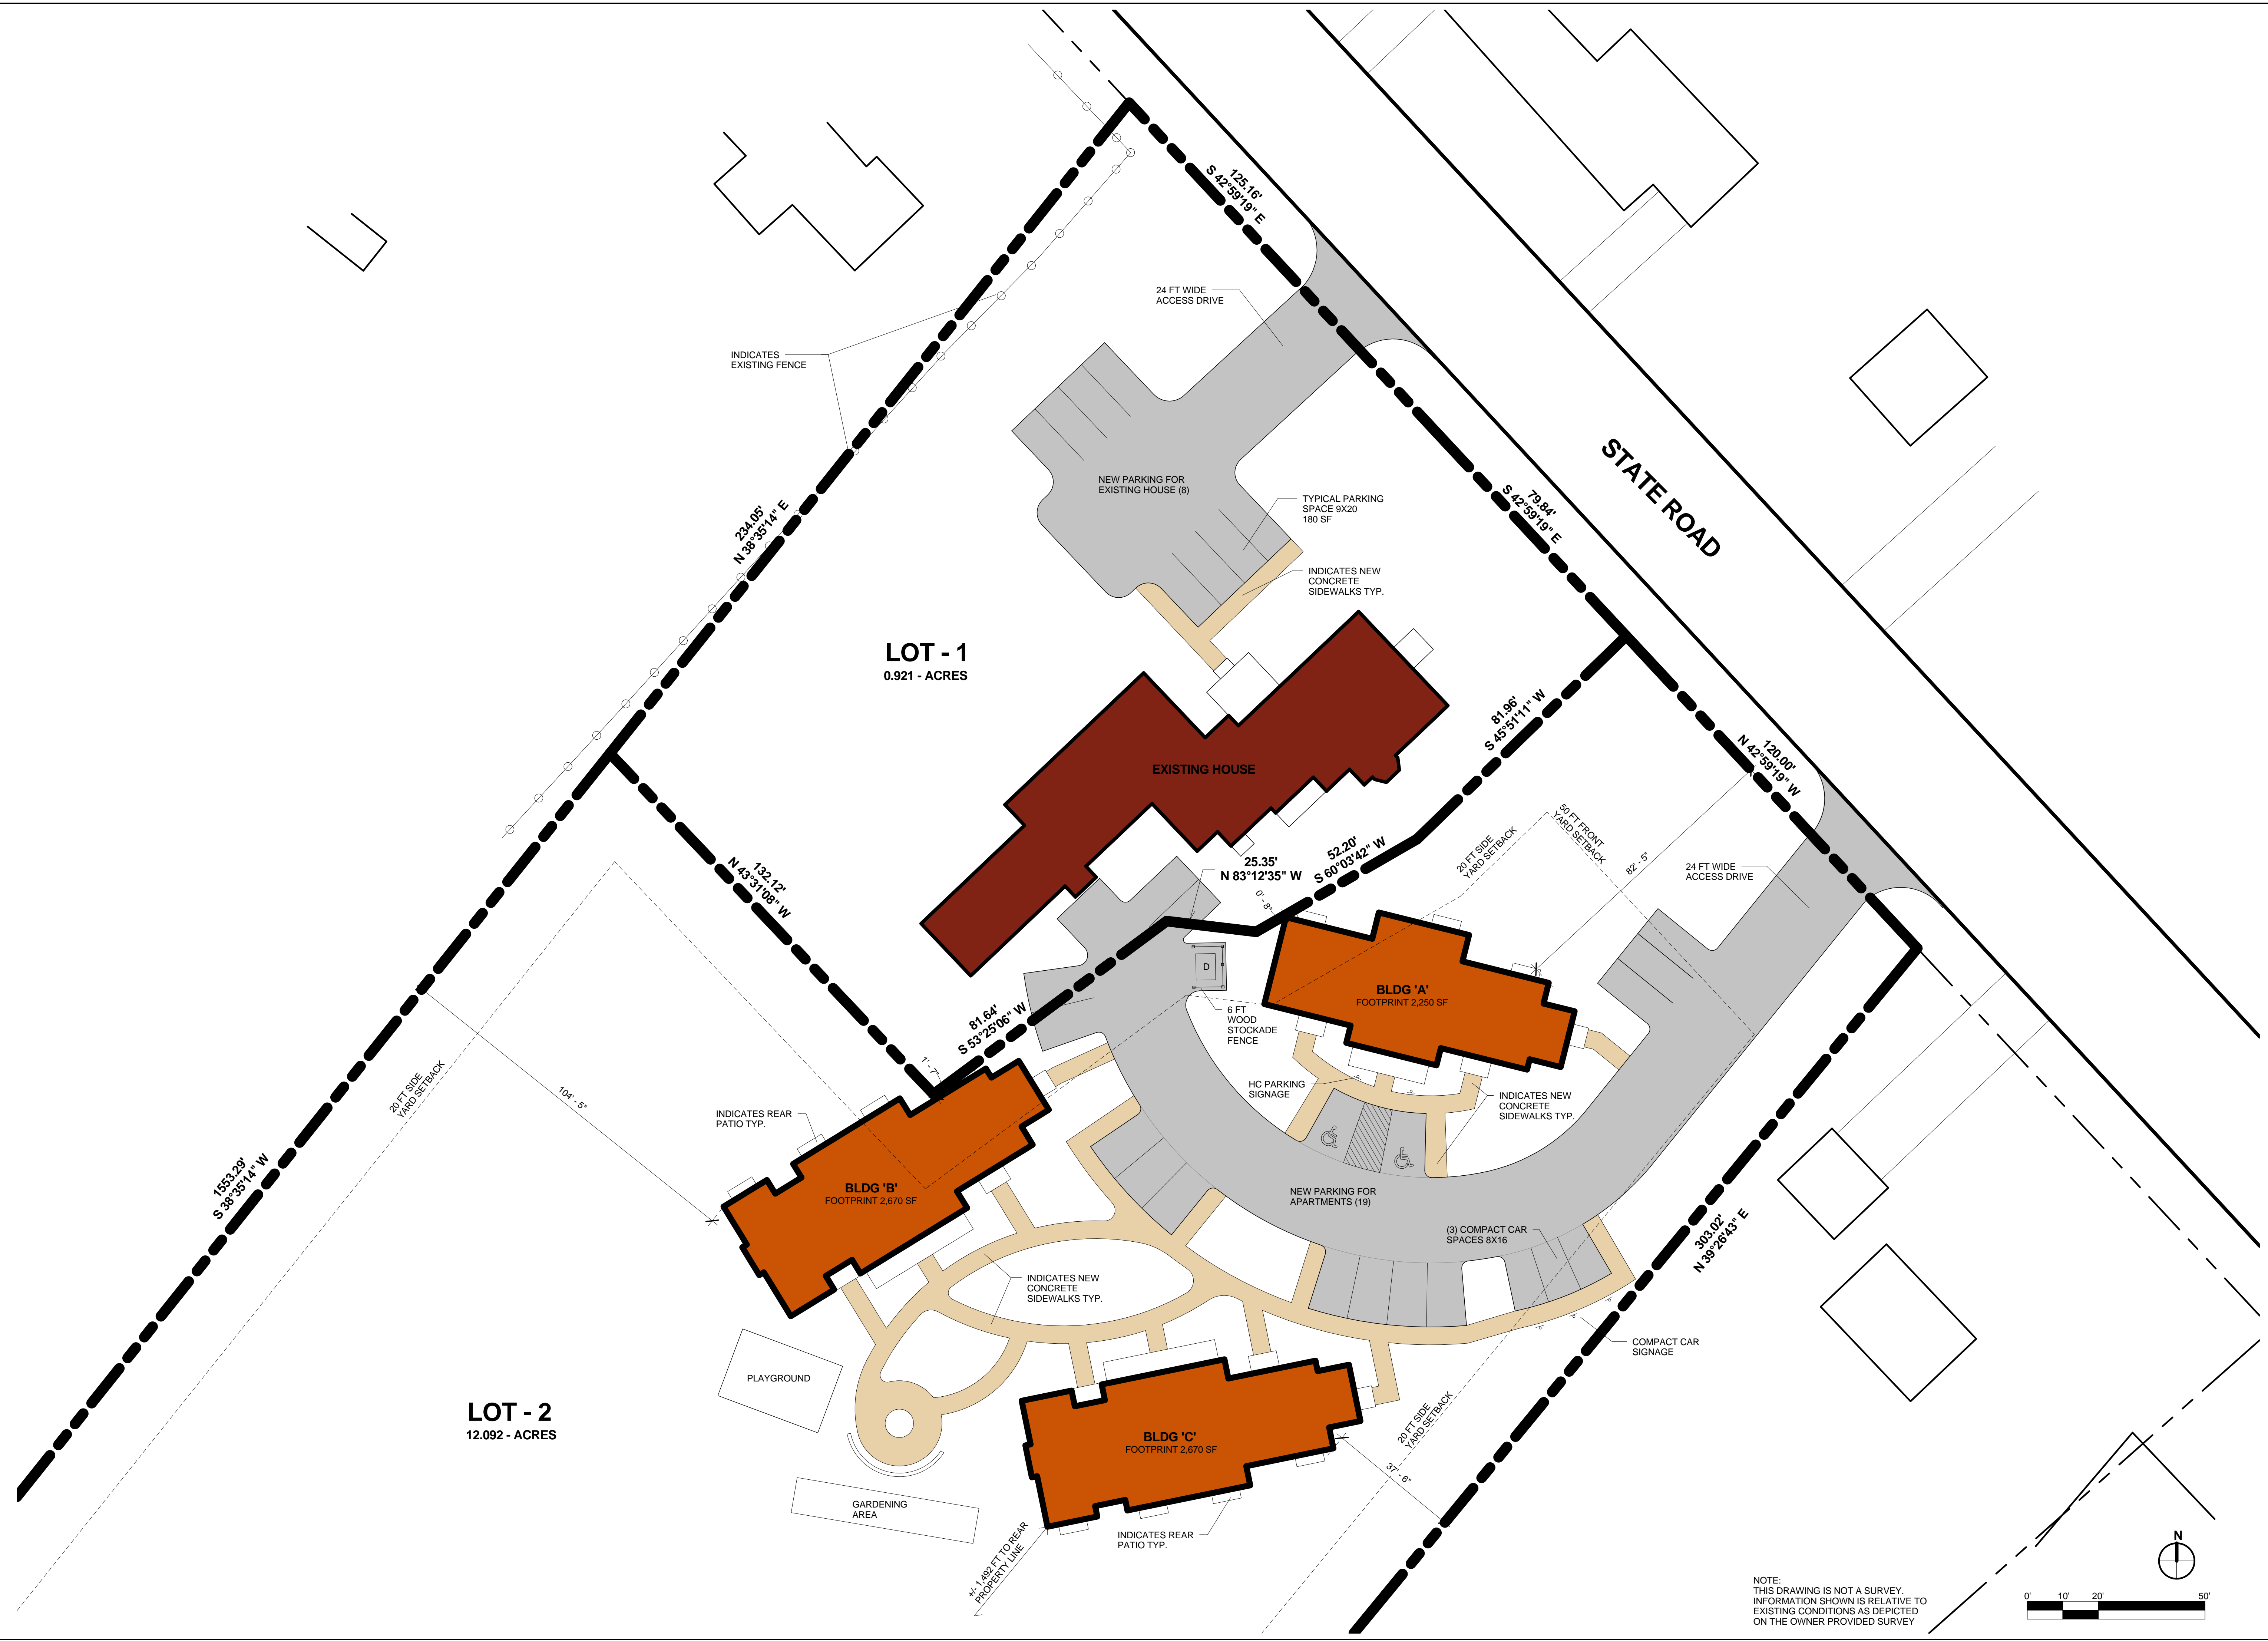 125.16'
S 42°59'19" E
24 FT WIDE
ACCESS DRIVE
INDICATES
EXISTING FENCE
STATE ROAD
NEW PARKING FOR
EXISTING HOUSE (8)
TYPICAL PARKING
SPACE 9X20
180 SF
79.84'
S 42°59'19" E
234.05'
N 38°35'14" E
INDICATES NEW
CONCRETE
SIDEWALKS TYP.
LOT - 1
0.921 - ACRES
81.96'
S 45°51'11" W
120.00'
N 42°59'19" W
EXISTING HOUSE
50 FT FRONT
YARD SETBACK
20 FT SIDE
YARD SETBACK
82' - 5"
24 FT WIDE
ACCESS DRIVE
132.12'
N 43°31'08" W
25.35'
N 83°12'35" W
52.20'
S 60°03'42" W
0' - 8"
D
BLDG 'A'
FOOTPRINT 2,250 SF
6 FT
WOOD
STOCKADE
FENCE
81.64'
S 53°25'06" W
1' - 7"
104' - 5"
20 FT SIDE
YARD SETBACK
HC PARKING
SIGNAGE
INDICATES NEW
CONCRETE
SIDEWALKS TYP.
INDICATES REAR
PATIO TYP.
1553.29'
S 38°35'14" W
BLDG 'B'
FOOTPRINT 2,670 SF
NEW PARKING FOR
APARTMENTS (19)
(3) COMPACT CAR
SPACES 8X16
303.02'
N 39°26'43" E
INDICATES NEW
CONCRETE
SIDEWALKS TYP.
COMPACT CAR
SIGNAGE
PLAYGROUND
LOT - 2
12.092 - ACRES
20 FT SIDE
YARD SETBACK
BLDG 'C'
FOOTPRINT 2,670 SF
37' - 6"
GARDENING
AREA
INDICATES REAR
PATIO TYP.
+/- 1,492 FT TO REAR
PROPERTY LINE
N
NOTE:
THIS DRAWING IS NOT A SURVEY.
INFORMATION SHOWN IS RELATIVE TO
EXISTING CONDITIONS AS DEPICTED
ON THE OWNER PROVIDED SURVEY
0' 10' 20' 50'